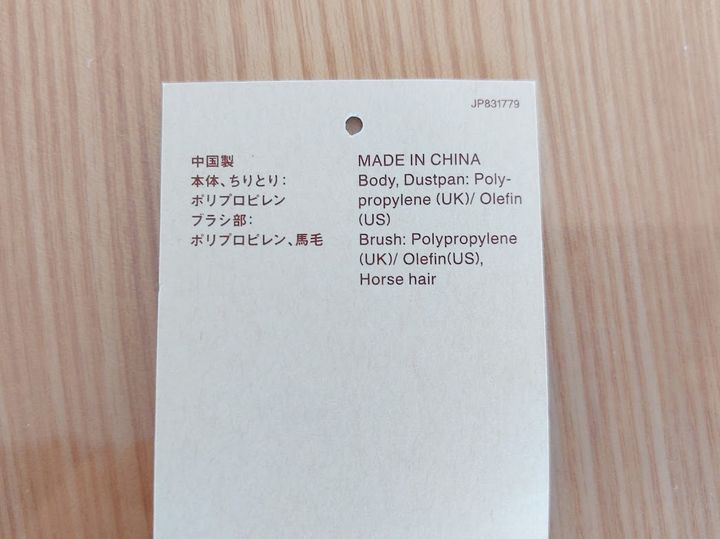 JP831779
中国製
本体、ちりとり:
ポリプロピレン
ブラシ部:
ポリプロピレン、馬毛
MADE IN CHINA
Body, Dustpan: Poly-
propylene (UK)/ Olefin
(US)
Brush: Polypropylene
(UK)/ Olefin(US),
Horse hair